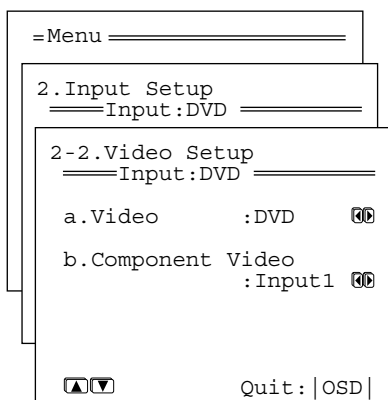 =Menu
2.Input Setup
Input:DVD
2-2.Video Setup
Input:DVD
a.Video :DVD
b.Component Video
:Input1
Quit:|OSD|